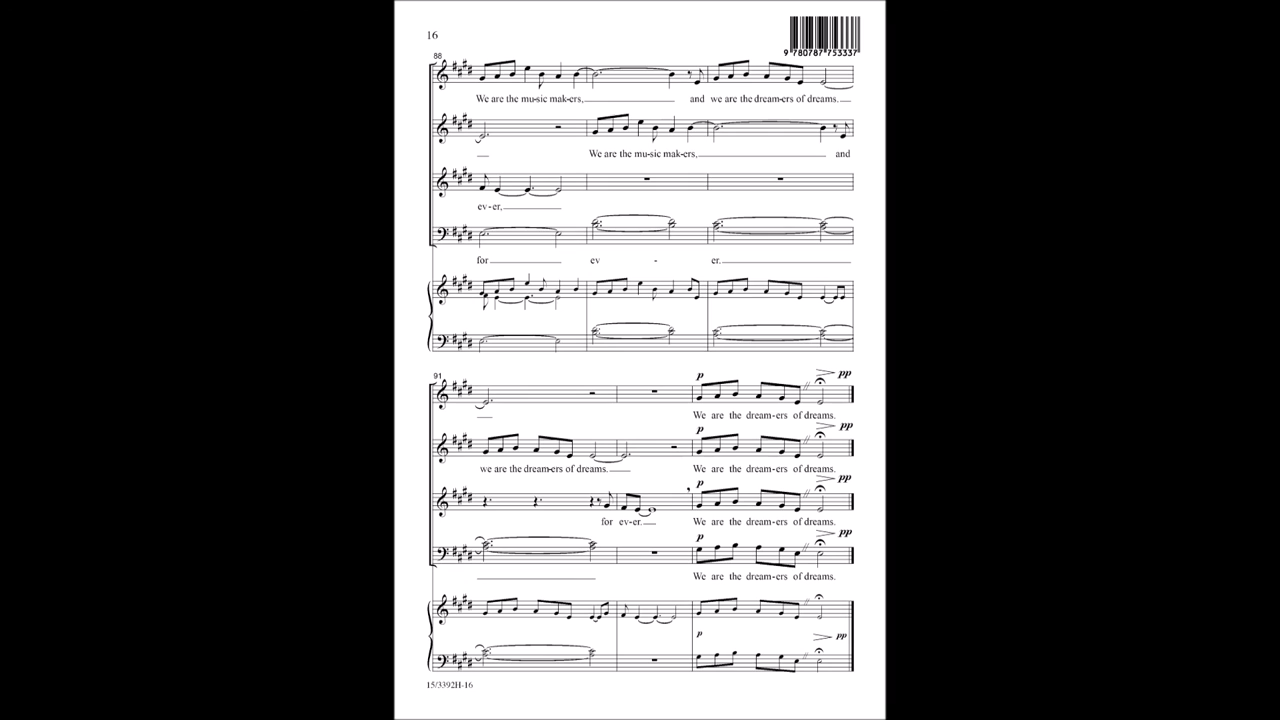 16
9 780787 753337
88
We are the mu-sic mak-ers, and we are the dream-ers of dreams.
We are the mu-sic mak-ers, and
ev-er,
for ev - er.
91
p pp
We are the dream-ers of dreams.
p pp
we are the dream-ers of dreams. We are the dream-ers of dreams.
p pp
for ev-er. We are the dream-ers of dreams.
p pp
We are the dream-ers of dreams.
p pp
15/3392H-16